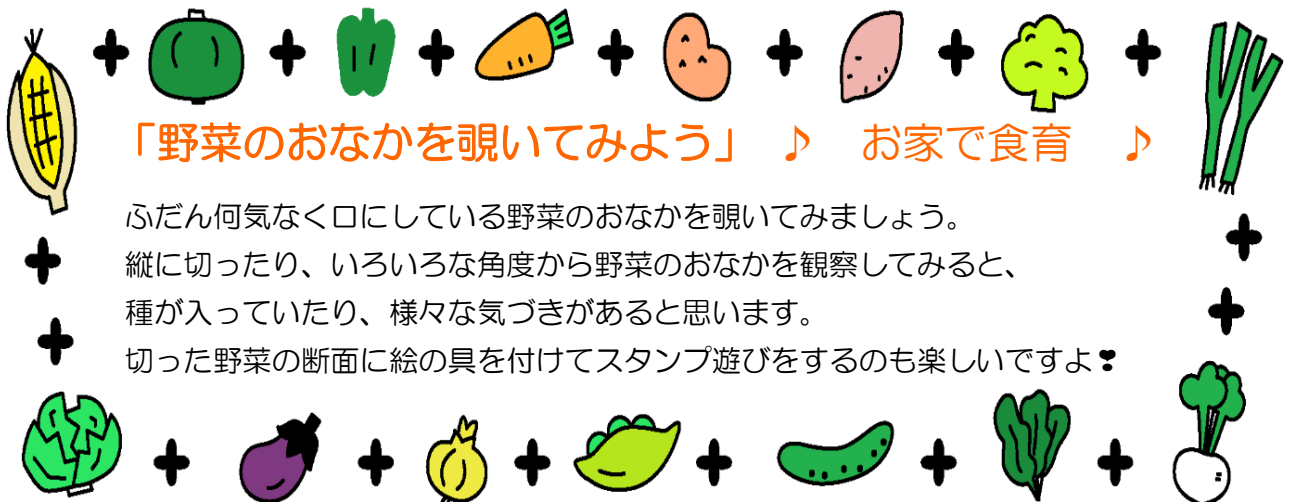 「野菜のおなかを覗いてみよう」 ♪ お家で食育 ♪
ふだん何気なく口にしている野菜のおなかを覗いてみましょう。
縦に切ったり、いろいろな角度から野菜のおなかを観察してみると、
種が入っていたり、様々な気づきがあると思います。
切った野菜の断面に絵の具を付けてスタンプ遊びをするのも楽しいですよ❣